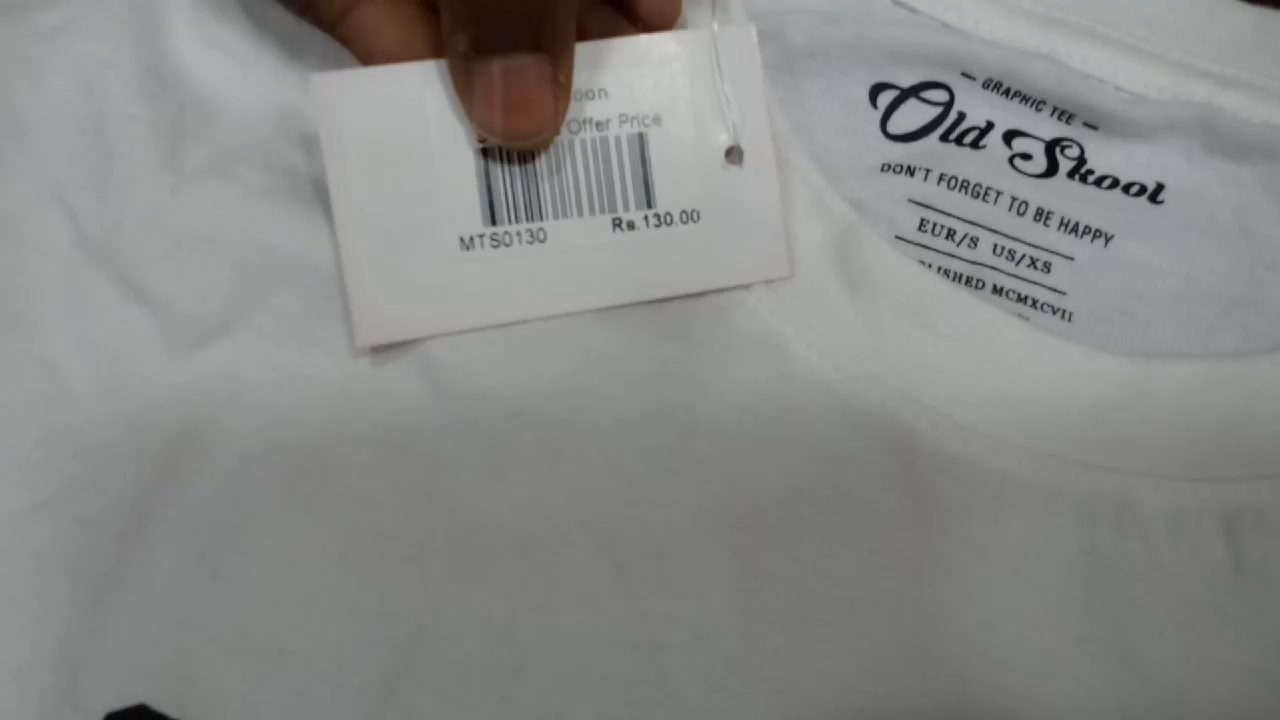 Offer Price
MTS0130
Rs.130.00
— GRAPHIC TEE —
Old Skool
DON'T FORGET TO BE HAPPY
EUR/S US/XS
MCMXCVII